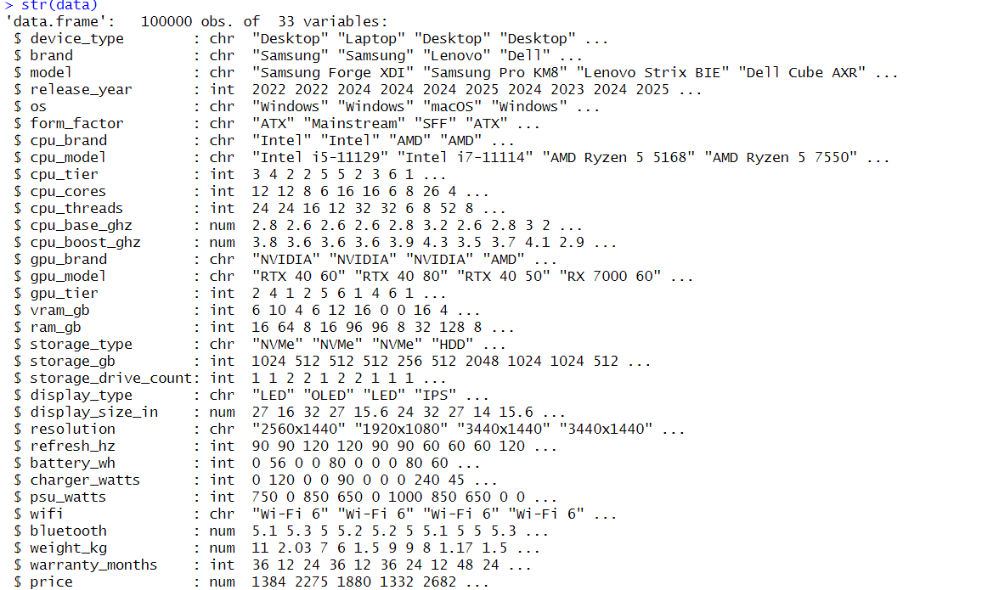 > str(data)
'data.frame':   100000 obs. of  33 variables:
 $ device_type        : chr  "Desktop" "Laptop" "Desktop" "Desktop" ...
 $ brand              : chr  "Samsung" "Samsung" "Lenovo" "Dell" ...
 $ model              : chr  "Samsung Forge XDI" "Samsung Pro KM8" "Lenovo Strix BIE" "Dell Cube AXR" ...
 $ release_year       : int  2022 2022 2024 2024 2024 2025 2024 2023 2024 2025 ...
 $ os                 : chr  "Windows" "Windows" "macOS" "Windows" ...
 $ form_factor        : chr  "ATX" "Mainstream" "SFF" "ATX" ...
 $ cpu_brand          : chr  "Intel" "Intel" "AMD" "AMD" ...
 $ cpu_model          : chr  "Intel i5-11129" "Intel i7-11114" "AMD Ryzen 5 5168" "AMD Ryzen 5 7550" ...
 $ cpu_tier           : int  3 4 2 2 5 5 2 3 6 1 ...
 $ cpu_cores          : int  12 12 8 6 16 16 6 8 26 4 ...
 $ cpu_threads        : int  24 24 16 12 32 32 6 8 52 8 ...
 $ cpu_base_ghz       : num  2.8 2.6 2.6 2.6 2.8 3.2 2.6 2.8 3 2 ...
 $ cpu_boost_ghz      : num  3.8 3.6 3.6 3.6 3.9 4.3 3.5 3.7 4.1 2.9 ...
 $ gpu_brand          : chr  "NVIDIA" "NVIDIA" "NVIDIA" "AMD" ...
 $ gpu_model          : chr  "RTX 40 60" "RTX 40 80" "RTX 40 50" "RX 7000 60" ...
 $ gpu_tier           : int  2 4 1 2 5 6 1 4 6 1 ...
 $ vram_gb            : int  6 10 4 6 12 16 0 0 16 4 ...
 $ ram_gb             : int  16 64 8 16 96 96 8 32 128 8 ...
 $ storage_type       : chr  "NVMe" "NVMe" "NVMe" "HDD" ...
 $ storage_gb         : int  1024 512 512 512 256 512 2048 1024 1024 512 ...
 $ storage_drive_count: int  1 1 2 2 1 2 2 1 1 1 ...
 $ display_type       : chr  "LED" "OLED" "LED" "IPS" ...
 $ display_size_in    : num  27 16 32 27 15.6 24 32 27 14 15.6 ...
 $ resolution         : chr  "2560x1440" "1920x1080" "3440x1440" "3440x1440" ...
 $ refresh_hz         : int  90 90 120 120 90 90 60 60 60 120 ...
 $ battery_wh         : int  0 56 0 0 80 0 0 0 80 60 ...
 $ charger_watts      : int  0 120 0 0 90 0 0 0 240 45 ...
 $ psu_watts          : int  750 0 850 650 0 1000 850 650 0 0 ...
 $ wifi               : chr  "Wi-Fi 6" "Wi-Fi 6" "Wi-Fi 6" "Wi-Fi 6" ...
 $ bluetooth          : num  5.1 5.3 5 5.2 5.2 5 5.1 5 5 5.3 ...
 $ weight_kg          : num  11 2.03 7 6 1.5 9 9 8 1.17 1.5 ...
 $ warranty_months    : int  36 12 24 36 12 36 24 12 48 24 ...
 $ price              : num  1384 2275 1880 1332 2682 ...